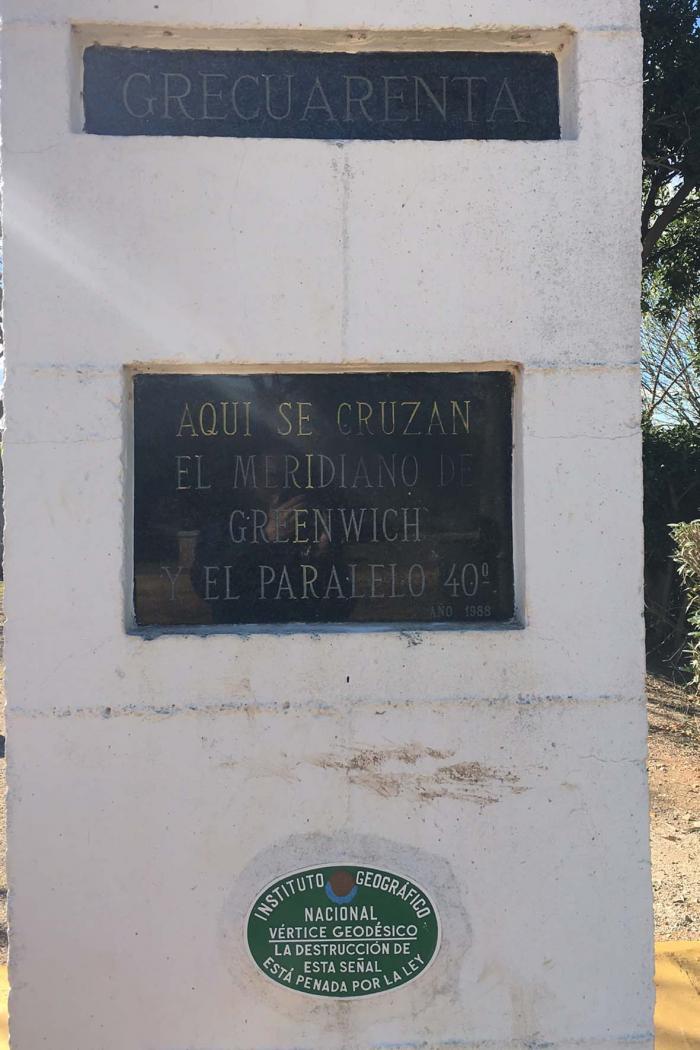 GRECUARENTA
AQUI SE CRUZAN
EL MERIDIANO DE
GREENWICH
Y EL PARALELO 40º
AÑO 1988
INSTITUTO GEOGRÁFICO
NACIONAL
VÉRTICE GEODÉSICO
LA DESTRUCCIÓN DE
ESTA SEÑAL
ESTÁ PENADA POR LA LEY